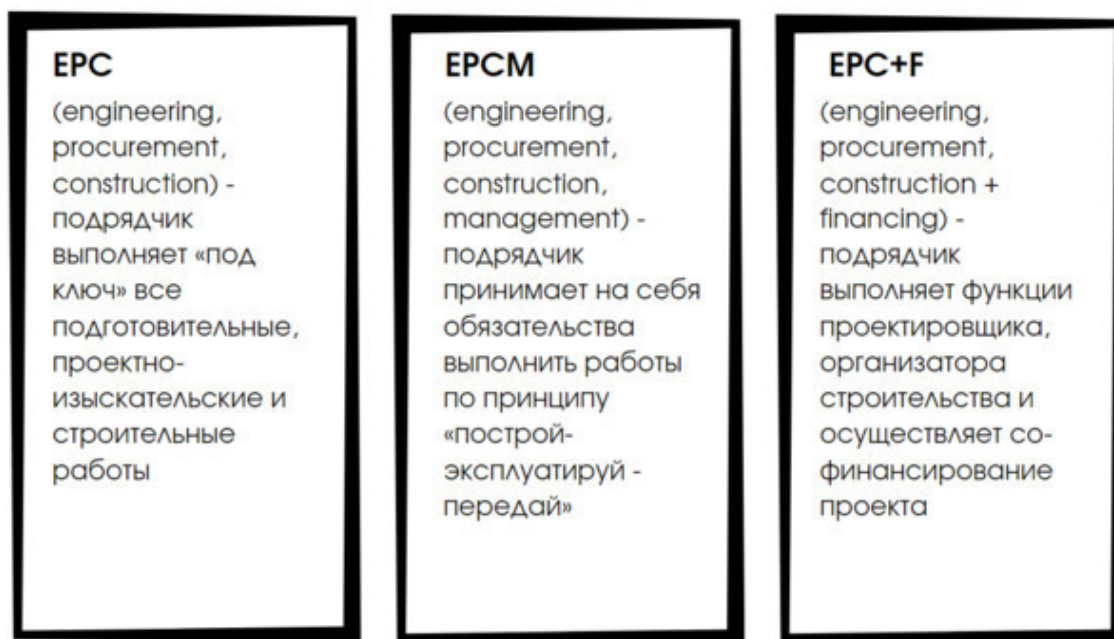 EPC
(engineering,
procurement,
construction) -
подрядчик
выполняет «под
ключ» все
подготовительные,
проектно-
изыскательские и
строительные
работы
EPCM
(engineering,
procurement,
construction,
management) -
подрядчик
принимает на себя
обязательства
выполнить работы
по принципу
«построй-
эксплуатируй -
передай»
EPC+F
(engineering,
procurement,
construction +
financing) -
подрядчик
выполняет функции
проектировщика,
организатора
строительства и
осуществляет со-
финансирование
проекта